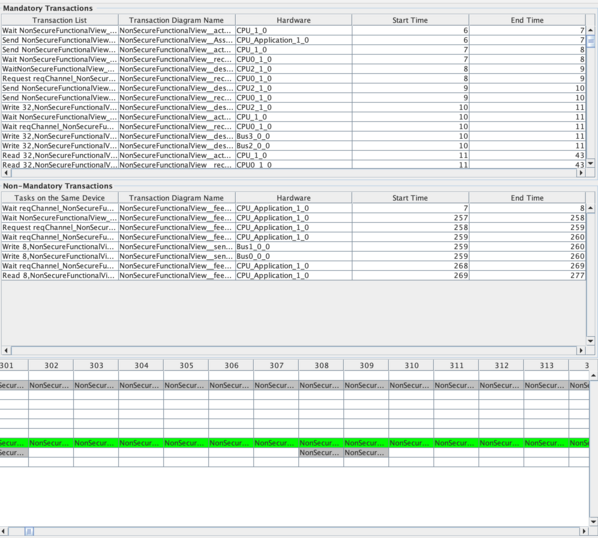 Mandatory Transactions
Transaction List Transaction Diagram Name Hardware Start Time End Time
Wait NonSecureFunctionalView_... NonSecureFunctionalView__act... CPU_1_0 6 7
Send NonSecureFunctionalView_... NonSecureFunctionalView__Ass... CPU_Application_1_0 6 7
Send NonSecureFunctionalView_... NonSecureFunctionalView__act... CPU_1_0 7 8
Wait NonSecureFunctionalView_... NonSecureFunctionalView__rec... CPU0_1_0 7 8
WaitNonSecureFunctionalView_... NonSecureFunctionalView__des... CPU2_1_0 8 9
Request reqChannel_NonSecur... NonSecureFunctionalView__rec... CPU0_1_0 8 9
Send NonSecureFunctionalView_... NonSecureFunctionalView__des... CPU2_1_0 9 10
Send NonSecureFunctionalView_... NonSecureFunctionalView__rec... CPU0_1_0 9 10
Write 32,NonSecureFunctionalV... NonSecureFunctionalView__des... CPU2_1_0 10 11
Wait NonSecureFunctionalView_... NonSecureFunctionalView__act... CPU_1_0 10 11
Wait reqChannel_NonSecureFu... NonSecureFunctionalView__rec... CPU0_1_0 10 11
Write 32,NonSecureFunctionalV... NonSecureFunctionalView__des... Bus3_0_0 10 11
Write 32,NonSecureFunctionalV... NonSecureFunctionalView__des... Bus2_0_0 10 11
Read 32,NonSecureFunctionalV... NonSecureFunctionalView__act... CPU_1_0 11 43
Read 32,NonSecureFunctionalV... NonSecureFunctionalView__rec... CPU0_1_0 11 43
Non-Mandatory Transactions
Tasks on the Same Device Transaction Diagram Name Hardware Start Time End Time
Wait reqChannel_NonSecureFu... NonSecureFunctionalView__fee... CPU_Application_1_0 7 8
Wait NonSecureFunctionalView_... NonSecureFunctionalView__fee... CPU_Application_1_0 257 258
Request reqChannel_NonSecur... NonSecureFunctionalView__fee... CPU_Application_1_0 258 259
Wait reqChannel_NonSecureFu... NonSecureFunctionalView__fee... CPU_Application_1_0 259 260
Write 8,NonSecureFunctionalVi... NonSecureFunctionalView__sen... Bus1_0_0 259 260
Write 8,NonSecureFunctionalVi... NonSecureFunctionalView__sen... Bus0_0_0 259 260
Wait reqChannel_NonSecureFu... NonSecureFunctionalView__fee... CPU_Application_1_0 268 269
Read 8,NonSecureFunctionalVi... NonSecureFunctionalView__fee... CPU_Application_1_0 269 277
301 302 303 304 305 306 307 308 309 310 311 312 313 3
Secur... NonSecur... NonSecur... NonSecur... NonSecur... NonSecur... NonSecur... NonSecur... NonSecur... NonSecur... NonSecur... NonSecur... NonSecur... NonS
Secur... NonSecur... NonSecur... NonSecur... NonSecur... NonSecur... NonSecur... NonSecur... NonSecur... NonSecur... NonSecur... NonSecur... NonSecur... NonS
Secur... NonSecur... NonSecur...